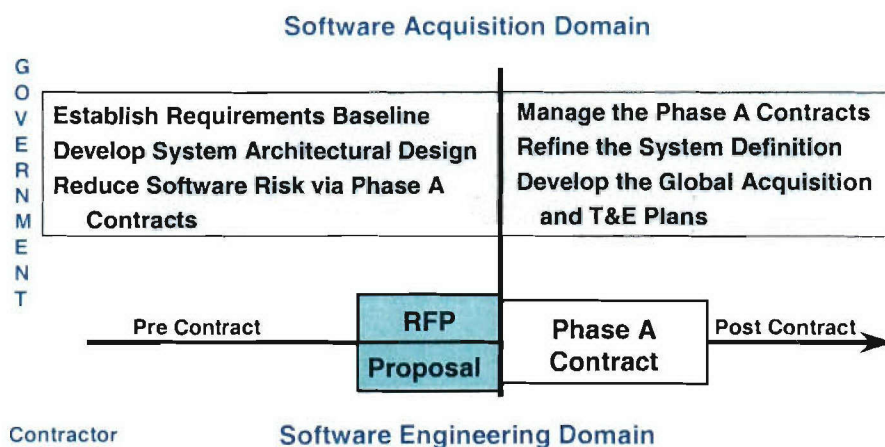 Software Acquisition Domain
GOVERNMENT
Establish Requirements Baseline
Develop System Architectural Design
Reduce Software Risk via Phase A
Contracts
Manage the Phase A Contracts
Refine the System Definition
Develop the Global Acquisition
and T&E Plans
Pre Contract
RFP
Proposal
Phase A
Contract
Post Contract
Contractor
Software Engineering Domain